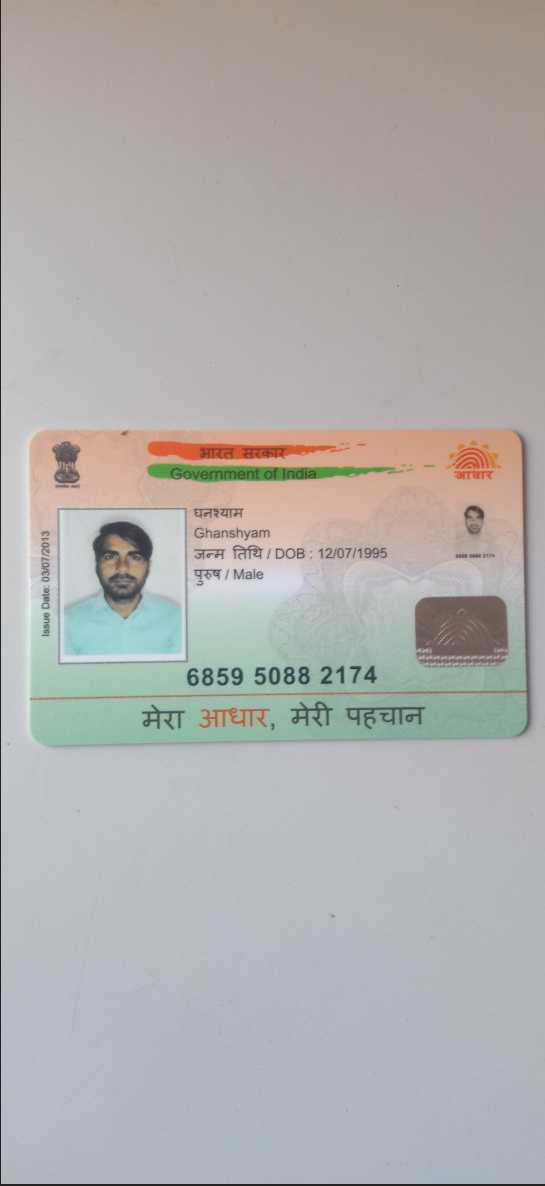 भारत सरकार
Government of India
आधार
घनश्याम
Ghanshyam
जन्म तिथि / DOB : 12/07/1995
पुरुष / Male
Issue Date: 03/07/2013
6859 5088 2174
मेरा आधार, मेरी पहचान